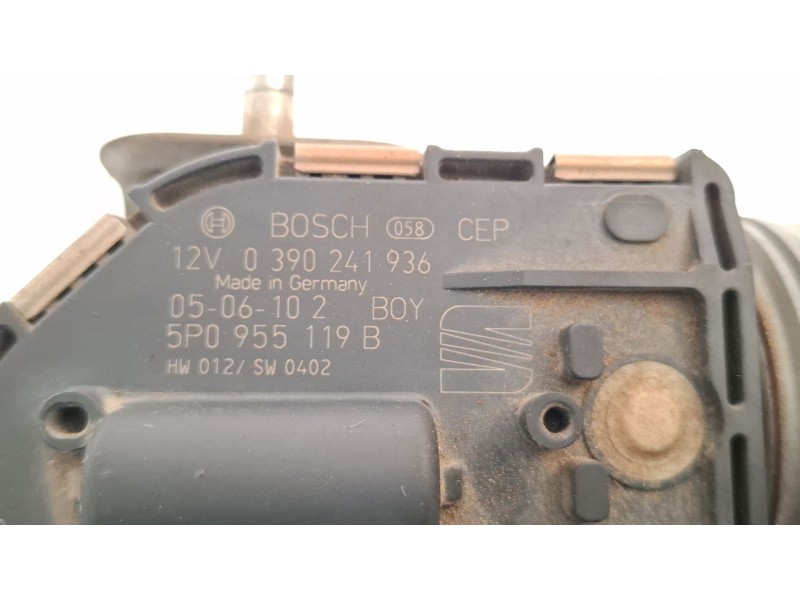 BOSCH 058 CEP
12V 0 390 241 936
Made in Germany
05-06-10 2 BOY
5P0 955 119 B
HW 012/ SW 0402